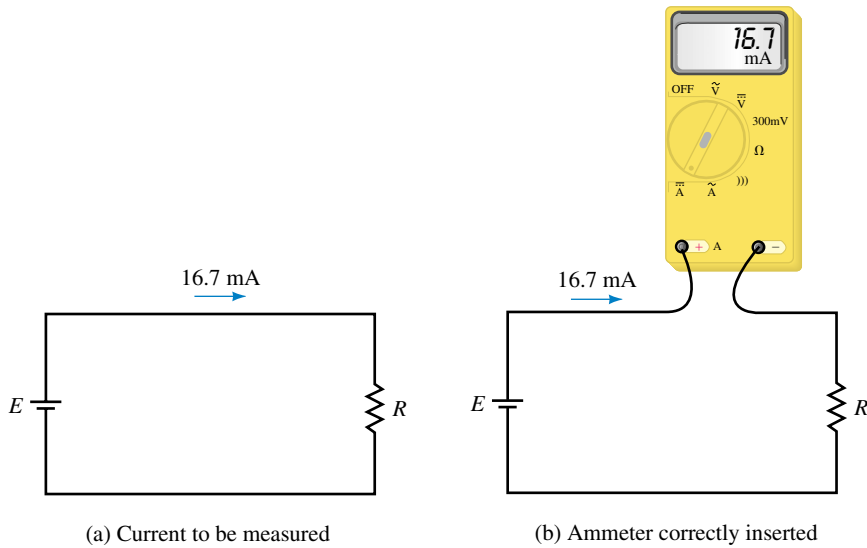 16.7
mA
OFF
Ṽ
V
300mV
Ω
)))
A
Ã
+ A −
16.7 mA
16.7 mA
E
R
E
R
(a) Current to be measured
(b) Ammeter correctly inserted